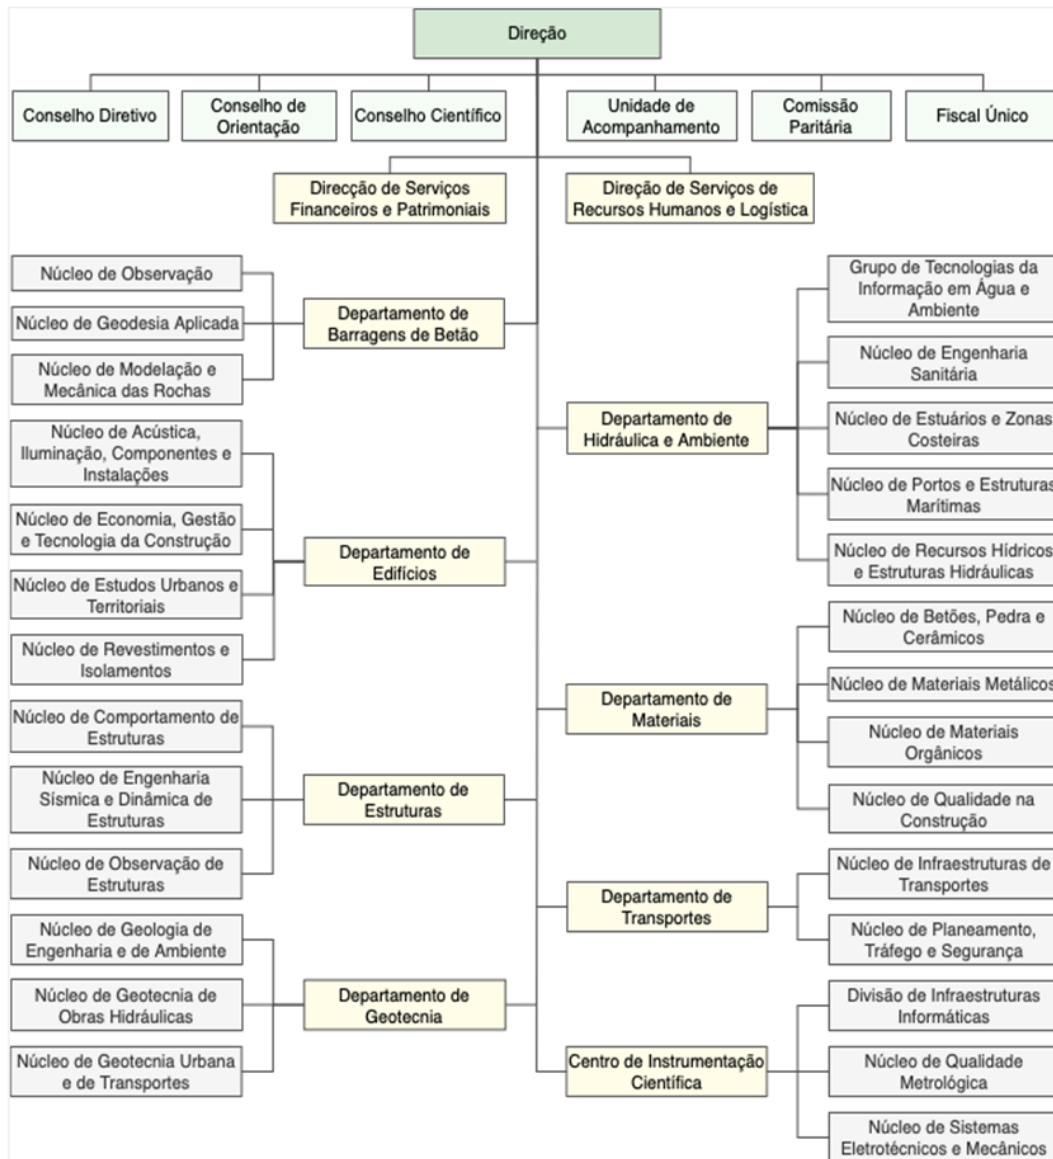 Direção
Conselho Diretivo
Conselho de
Orientação
Conselho Científico
Unidade de
Acompanhamento
Comissão
Paritária
Fiscal Único
Direcção de Serviços
Financeiros e Patrimoniais
Direção de Serviços de
Recursos Humanos e Logística
Núcleo de Observação
Núcleo de Geodesia Aplicada
Núcleo de Modelação e
Mecânica das Rochas
Departamento de
Barragens de Betão
Núcleo de Acústica,
Iluminação, Componentes e
Instalações
Núcleo de Economia, Gestão
e Tecnologia da Construção
Núcleo de Estudos Urbanos e
Territoriais
Núcleo de Revestimentos e
Isolamentos
Departamento de
Edifícios
Núcleo de Comportamento de
Estruturas
Núcleo de Engenharia
Sísmica e Dinâmica de
Estruturas
Núcleo de Observação de
Estruturas
Departamento de
Estruturas
Núcleo de Geologia de
Engenharia e de Ambiente
Núcleo de Geotecnia de
Obras Hidráulicas
Núcleo de Geotecnia Urbana
e de Transportes
Departamento de
Geotecnia
Departamento de
Hidráulica e Ambiente
Grupo de Tecnologias da
Informação em Água e
Ambiente
Núcleo de Engenharia
Sanitária
Núcleo de Estuários e Zonas
Costeiras
Núcleo de Portos e Estruturas
Marítimas
Núcleo de Recursos Hídricos
e Estruturas Hidráulicas
Departamento de
Materiais
Núcleo de Betões, Pedra e
Cerâmicos
Núcleo de Materiais Metálicos
Núcleo de Materiais
Orgânicos
Núcleo de Qualidade na
Construção
Departamento de
Transportes
Núcleo de Infraestruturas de
Transportes
Núcleo de Planeamento,
Tráfego e Segurança
Centro de Instrumentação
Científica
Divisão de Infraestruturas
Informáticas
Núcleo de Qualidade
Metrológica
Núcleo de Sistemas
Eletrotécnicos e Mecânicos